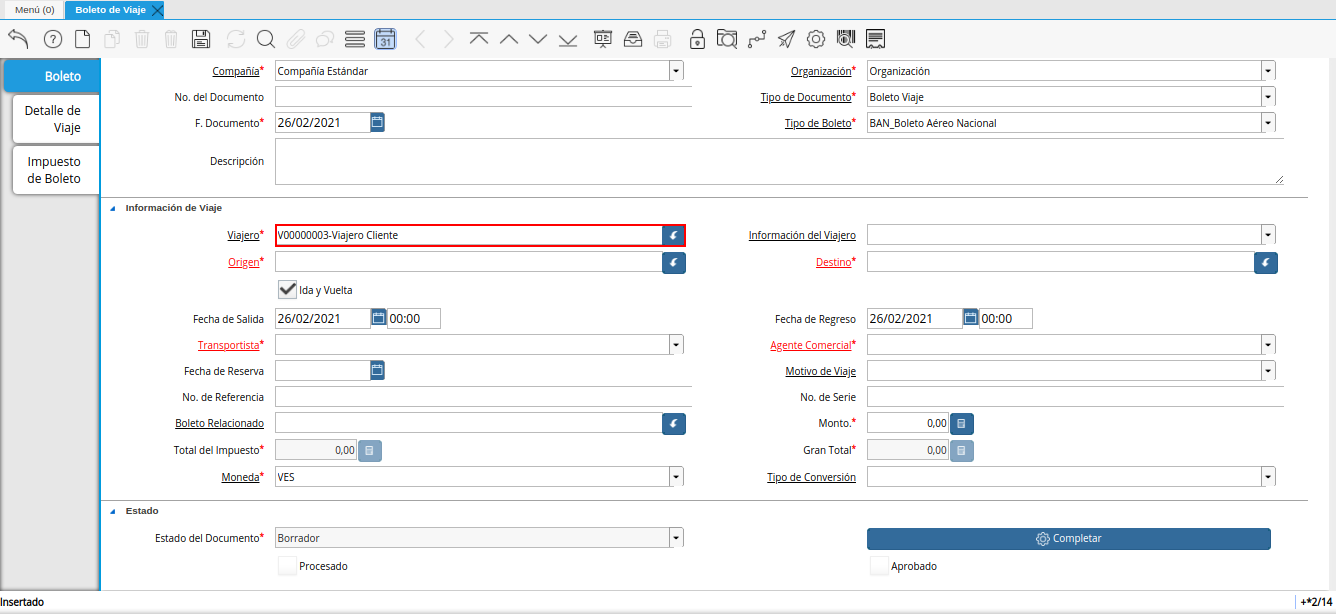 Menú (0)
Boleto de Viaje
31
Boleto
Detalle de
Viaje
Impuesto
de Boleto
Compañía* Compañía Estándar
Organización* Organización
No. del Documento
Tipo de Documento* Boleto Viaje
F. Documento* 26/02/2021
Tipo de Boleto* BAN_Boleto Aéreo Nacional
Descripción
Información de Viaje
Viajero* V00000003-Viajero Cliente
Información del Viajero
Origen*
Destino*
Ida y Vuelta
Fecha de Salida 26/02/2021 00:00
Fecha de Regreso 26/02/2021 00:00
Transportista*
Agente Comercial*
Fecha de Reserva
Motivo de Viaje
No. de Referencia
No. de Serie
Boleto Relacionado
Monto.* 0,00
Total del Impuesto* 0,00
Gran Total* 0,00
Moneda* VES
Tipo de Conversión
Estado
Estado del Documento* Borrador
Completar
Procesado
Aprobado
Insertado
+*2/14